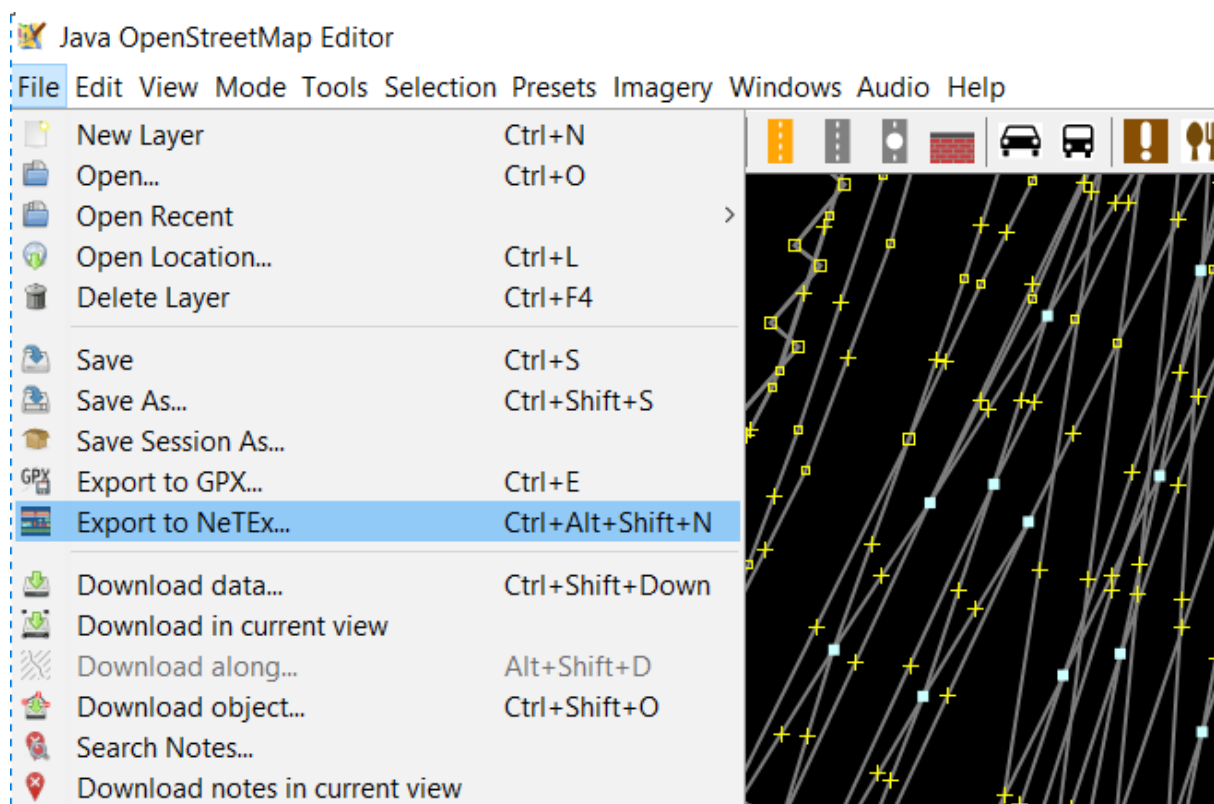 Java OpenStreetMap Editor
File Edit View Mode Tools Selection Presets Imagery Windows Audio Help
New Layer Ctrl+N
Open... Ctrl+O
Open Recent
Open Location... Ctrl+L
Delete Layer Ctrl+F4
Save Ctrl+S
Save As... Ctrl+Shift+S
Save Session As...
GPX Export to GPX... Ctrl+E
Export to NeTEx... Ctrl+Alt+Shift+N
Download data... Ctrl+Shift+Down
Download in current view
Download along... Alt+Shift+D
Download object... Ctrl+Shift+O
Search Notes...
Download notes in current view